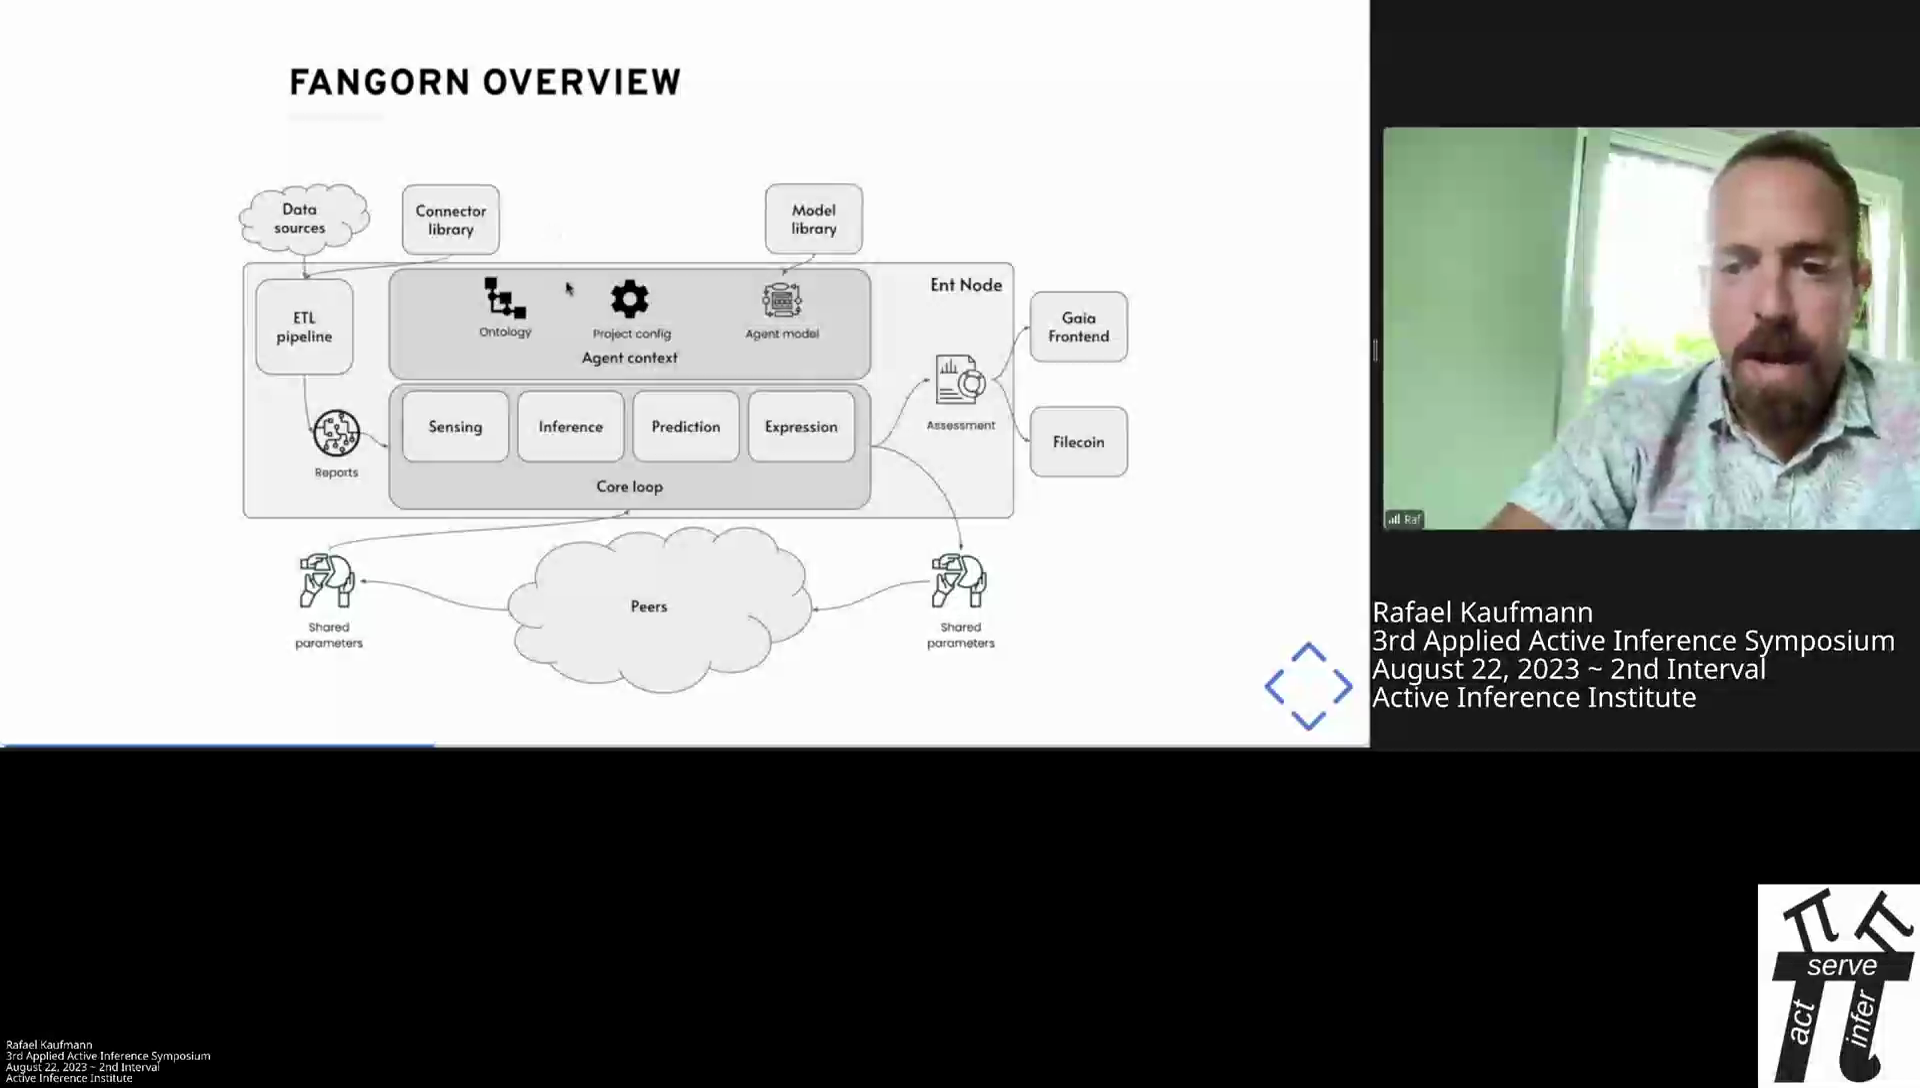 FANGORN OVERVIEW
Data
sources
Connector
library
Model
library
Ent Node
ETL
pipeline
Ontology
Project config
Agent model
Agent context
Gaia
Frontend
Sensing
Inference
Prediction
Expression
Assessment
Filecoin
Reports
Core loop
Peers
Shared
parameters
Shared
parameters
Raf
Rafael Kaufmann
3rd Applied Active Inference Symposium
August 22, 2023 ~ 2nd Interval
Active Inference Institute
serve
act
infer
Rafael Kaufmann
3rd Applied Active Inference Symposium
August 22, 2023 ~ 2nd Interval
Active Inference Institute